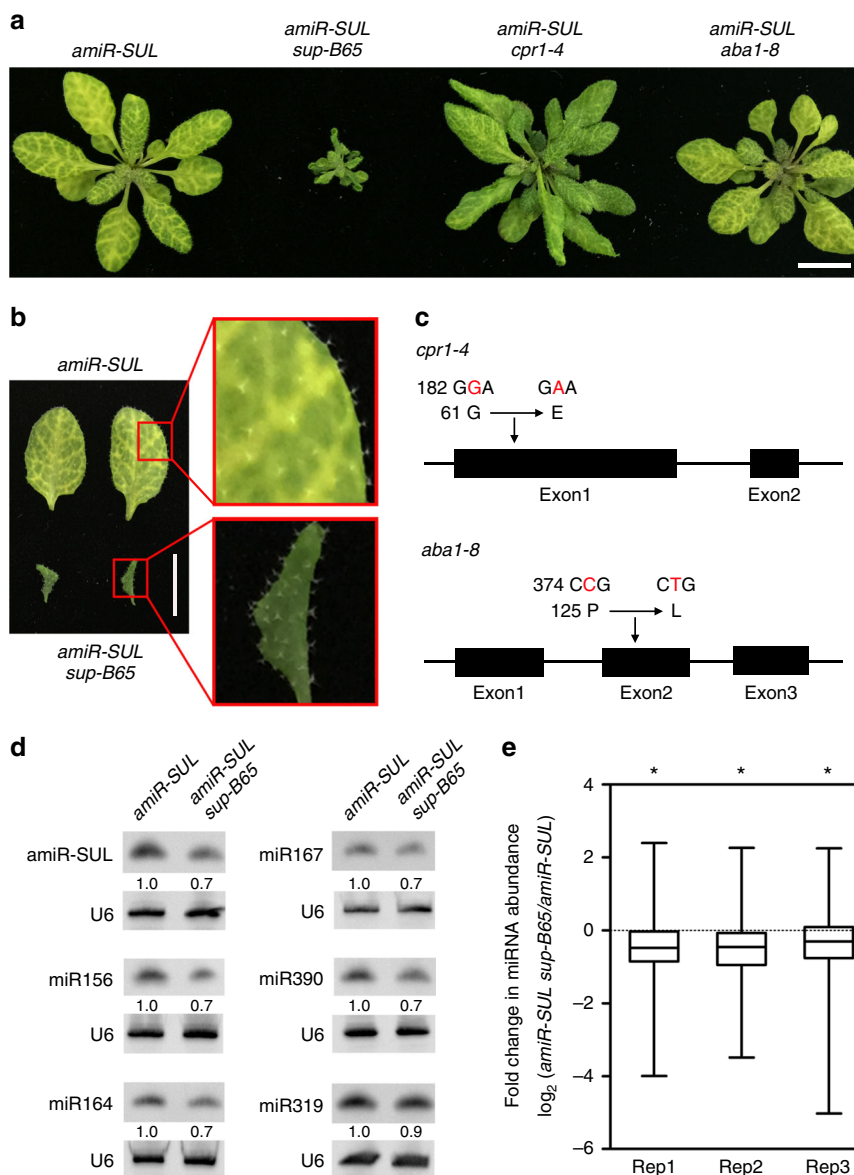 a
amiR-SUL
amiR-SUL
sup-B65
amiR-SUL
cpr1-4
amiR-SUL
aba1-8
b
amiR-SUL
amiR-SUL
sup-B65
c
cpr1-4
182 GGA GAA
61 G E
Exon1 Exon2
aba1-8
374 CCG CTG
125 P L
Exon1 Exon2 Exon3
d
amiR-SUL
amiR-SUL
sup-B65
amiR-SUL
1.0 0.7
U6
miR156
1.0 0.7
U6
miR164
1.0 0.7
U6
amiR-SUL
amiR-SUL
sup-B65
miR167
1.0 0.7
U6
miR390
1.0 0.7
U6
miR319
1.0 0.9
U6
e
Fold change in miRNA abundance
log2 (amiR-SUL sup-B65/amiR-SUL)
* * *
4
2
0
−2
−4
−6
Rep1 Rep2 Rep3